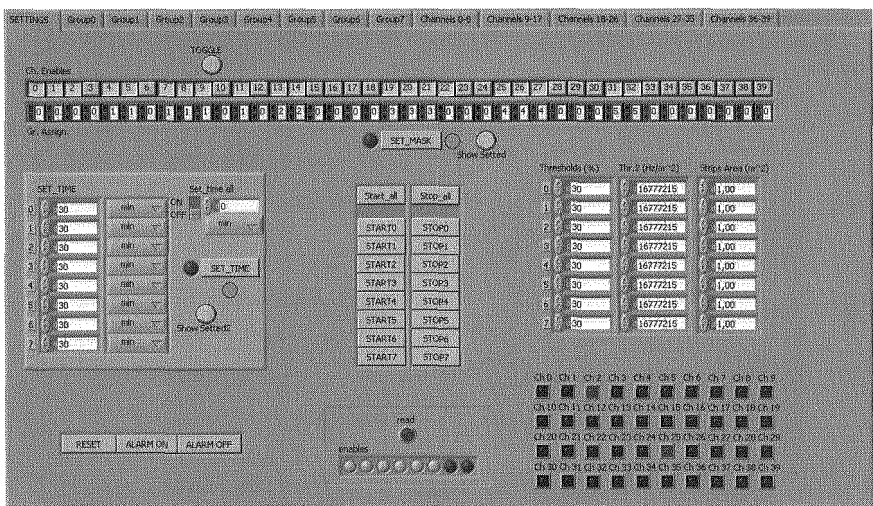 SETTINGS Group0 Group1 Group2 Group3 Group4 Group5 Group6 Group7 Channels 0-8 Channels 9-17 Channels 18-26 Channels 27-35 Channels 36-39
TOGGLE
Ch. Enables
0 1 2 3 4 5 6 7 8 9 10 11 12 13 14 15 16 17 18 19 20 21 22 23 24 25 26 27 28 29 30 31 32 33 34 35 36 37 38 39
Gr. Assign
SET_MASK
Show Setted
Thresholds (%) Thr.2 (Hz/m^2) Strips Area (m^2)
0 30 16777215 1,00
1 30 16777215 1,00
2 30 16777215 1,00
3 30 16777215 1,00
4 30 16777215 1,00
5 30 16777215 1,00
6 30 16777215 1,00
7 30 16777215 1,00
SET_TIME
0 30 min
1 30 min
2 30 min
3 30 min
4 30 min
5 30 min
6 30 min
7 30 min
Set_time all
ON
OFF
0
min
SET_TIME
Show Setted2
Start_all Stop_all
START0 STOP0
START1 STOP1
START2 STOP2
START3 STOP3
START4 STOP4
START5 STOP5
START6 STOP6
START7 STOP7
Ch 0 Ch 1 Ch 2 Ch 3 Ch 4 Ch 5 Ch 6 Ch 7 Ch 8 Ch 9
Ch 10 Ch 11 Ch 12 Ch 13 Ch 14 Ch 15 Ch 16 Ch 17 Ch 18 Ch 19
Ch 20 Ch 21 Ch 22 Ch 23 Ch 24 Ch 25 Ch 26 Ch 27 Ch 28 Ch 29
Ch 30 Ch 31 Ch 32 Ch 33 Ch 34 Ch 35 Ch 36 Ch 37 Ch 38 Ch 39
read
enables
RESET ALARM ON ALARM OFF